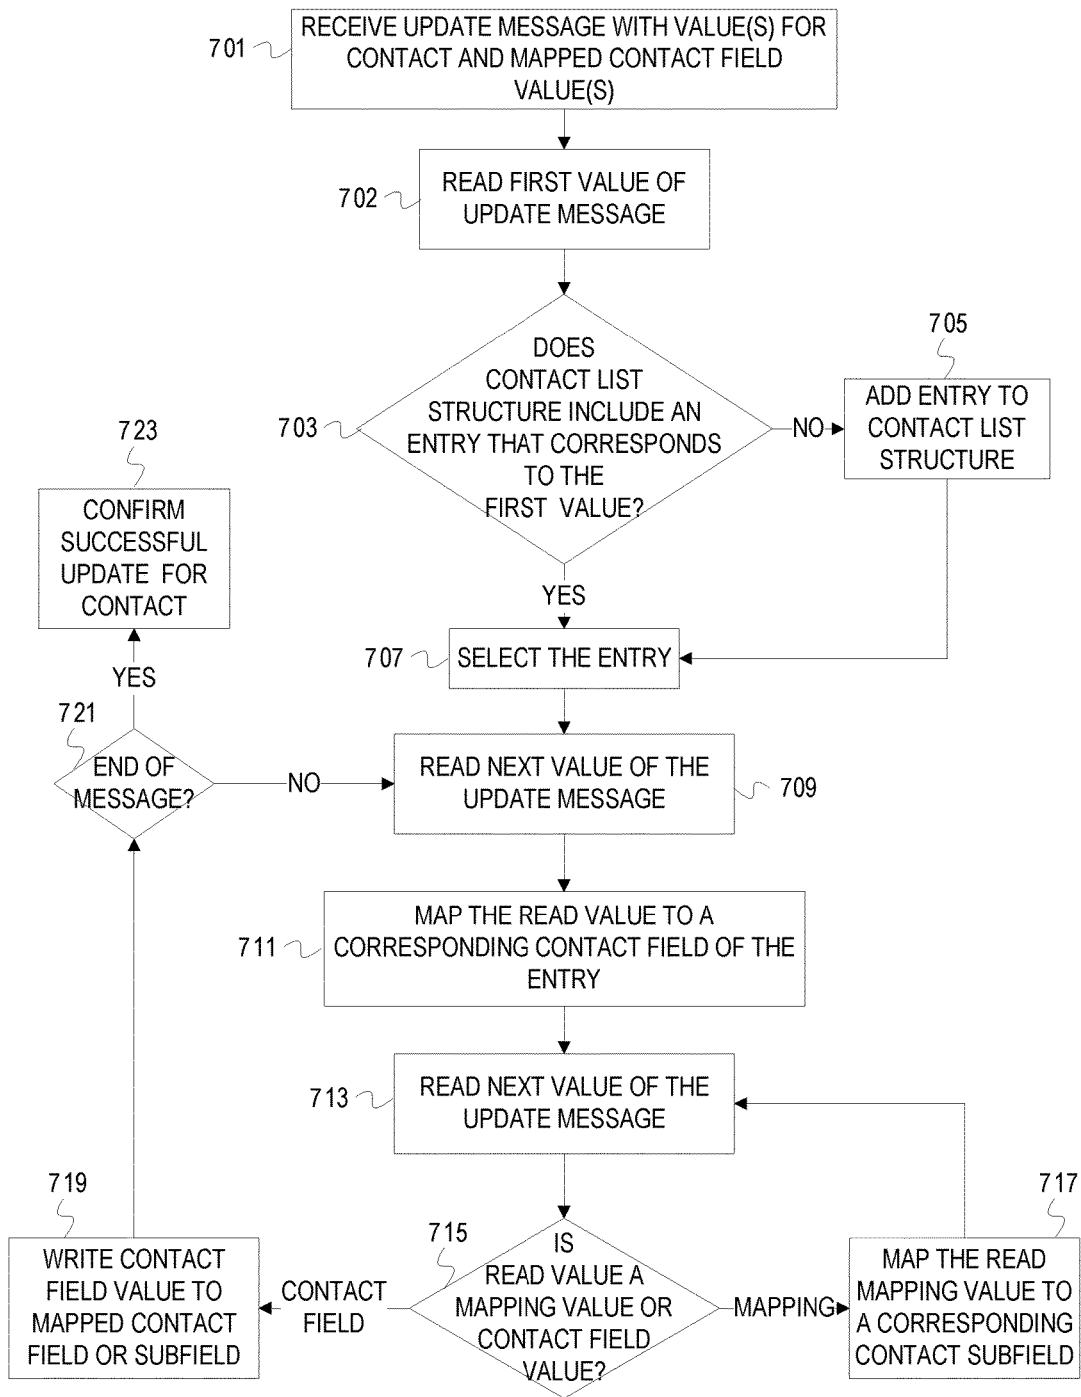 701
RECEIVE UPDATE MESSAGE WITH VALUE(S) FOR
CONTACT AND MAPPED CONTACT FIELD
VALUE(S)
702
READ FIRST VALUE OF
UPDATE MESSAGE
703
DOES
CONTACT LIST
STRUCTURE INCLUDE AN
ENTRY THAT CORRESPONDS
TO THE
FIRST VALUE?
NO
705
ADD ENTRY TO
CONTACT LIST
STRUCTURE
YES
707
SELECT THE ENTRY
723
CONFIRM
SUCCESSFUL
UPDATE FOR
CONTACT
YES
721
END OF
MESSAGE?
NO
READ NEXT VALUE OF THE
UPDATE MESSAGE
709
711
MAP THE READ VALUE TO A
CORRESPONDING CONTACT FIELD OF THE
ENTRY
713
READ NEXT VALUE OF THE
UPDATE MESSAGE
715
IS
READ VALUE A
MAPPING VALUE OR
CONTACT FIELD
VALUE?
MAPPING
717
MAP THE READ
MAPPING VALUE TO
A CORRESPONDING
CONTACT SUBFIELD
CONTACT
FIELD
719
WRITE CONTACT
FIELD VALUE TO
MAPPED CONTACT
FIELD OR SUBFIELD